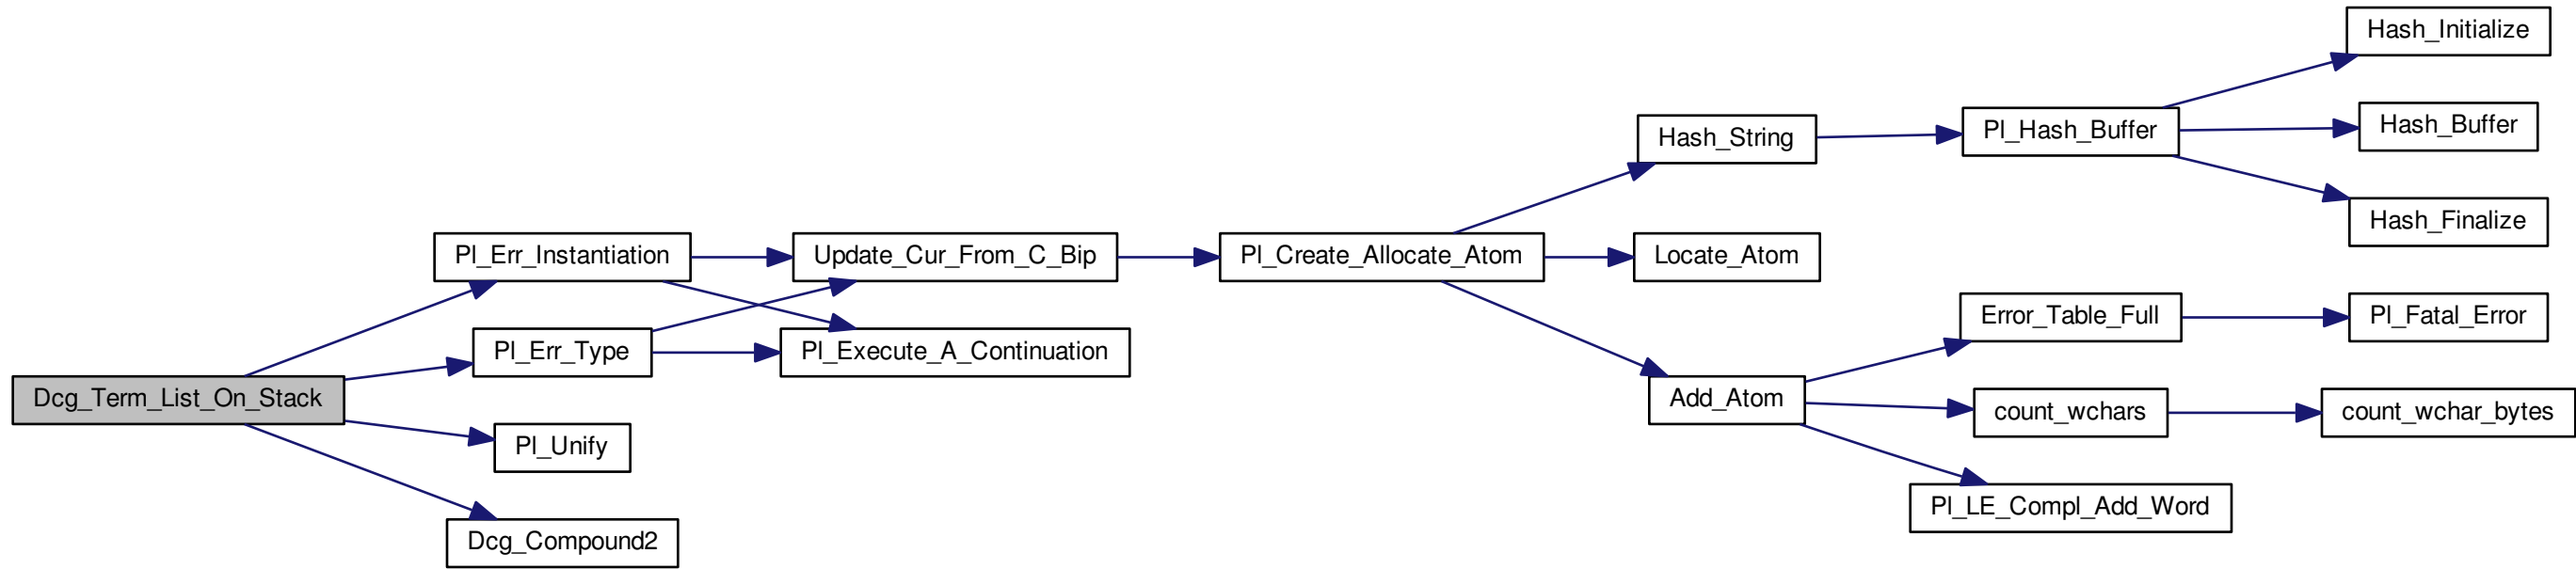 Dcg_Term_List_On_Stack
Pl_Err_Instantiation
Pl_Err_Type
Pl_Unify
Dcg_Compound2
Update_Cur_From_C_Bip
Pl_Execute_A_Continuation
Pl_Create_Allocate_Atom
Hash_String
Locate_Atom
Add_Atom
Pl_Hash_Buffer
Error_Table_Full
count_wchars
Pl_LE_Compl_Add_Word
Hash_Initialize
Hash_Buffer
Hash_Finalize
Pl_Fatal_Error
count_wchar_bytes